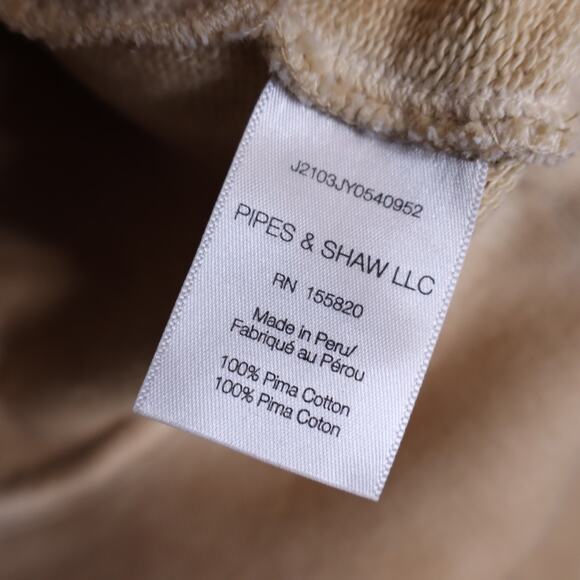 J2103JY0540952
PIPES & SHAW LLC
RN 155820
Made in Peru/
Fabriqué au Pérou
100% Pima Cotton
100% Pima Coton